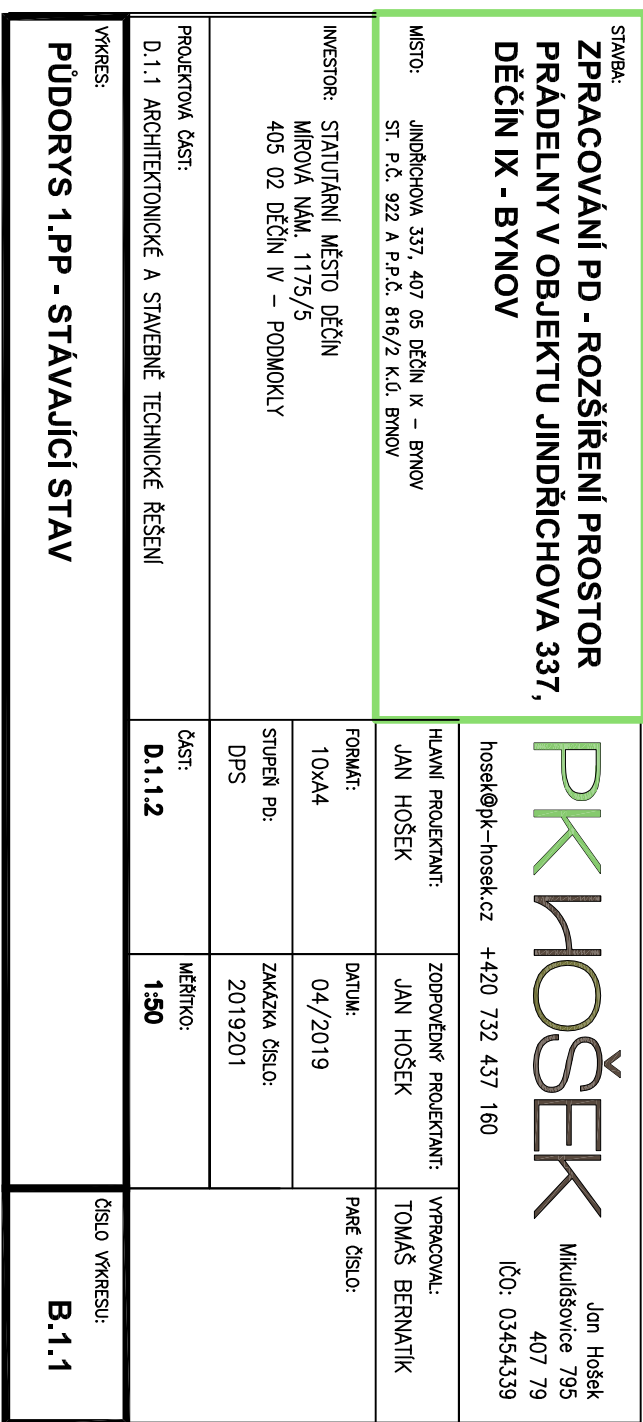 STAVBA:
ZPRACOVÁNÍ PD - ROZŠÍŘENÍ PROSTOR
PRÁDELNY V OBJEKTU JINDŘICHOVA 337,
DĚČÍN IX - BYNOV
MÍSTO:
JINDŘICHOVA 337, 407 05 DĚČÍN IX – BYNOV
ST. P.Č. 922 A P.P.Č. 816/2 K.Ú. BYNOV
PK HOŠEK
hosek@pk-hosek.cz +420 732 437 160
Jan Hošek
Mikulášovice 795
407 79
IČO: 03454339
HLAVNÍ PROJEKTANT:
JAN HOŠEK
ZODPOVĚDNÝ PROJEKTANT:
JAN HOŠEK
VYPRACOVAL:
TOMÁŠ BERNATÍK
INVESTOR: STATUTÁRNÍ MĚSTO DĚČÍN
MÍROVÁ NÁM. 1175/5
405 02 DĚČÍN IV – PODMOKLY
FORMÁT:
10xA4
DATUM:
04/2019
PARÉ ČÍSLO:
STUPEŇ PD:
DPS
ZAKÁZKA ČÍSLO:
2019201
PROJEKTOVÁ ČÁST:
D.1.1 ARCHITEKTONICKÉ A STAVEBNĚ TECHNICKÉ ŘEŠENÍ
ČÁST:
D.1.1.2
MĚŘÍTKO:
1:50
VÝKRES:
PŮDORYS 1.PP - STÁVAJÍCÍ STAV
ČÍSLO VÝKRESU:
B.1.1